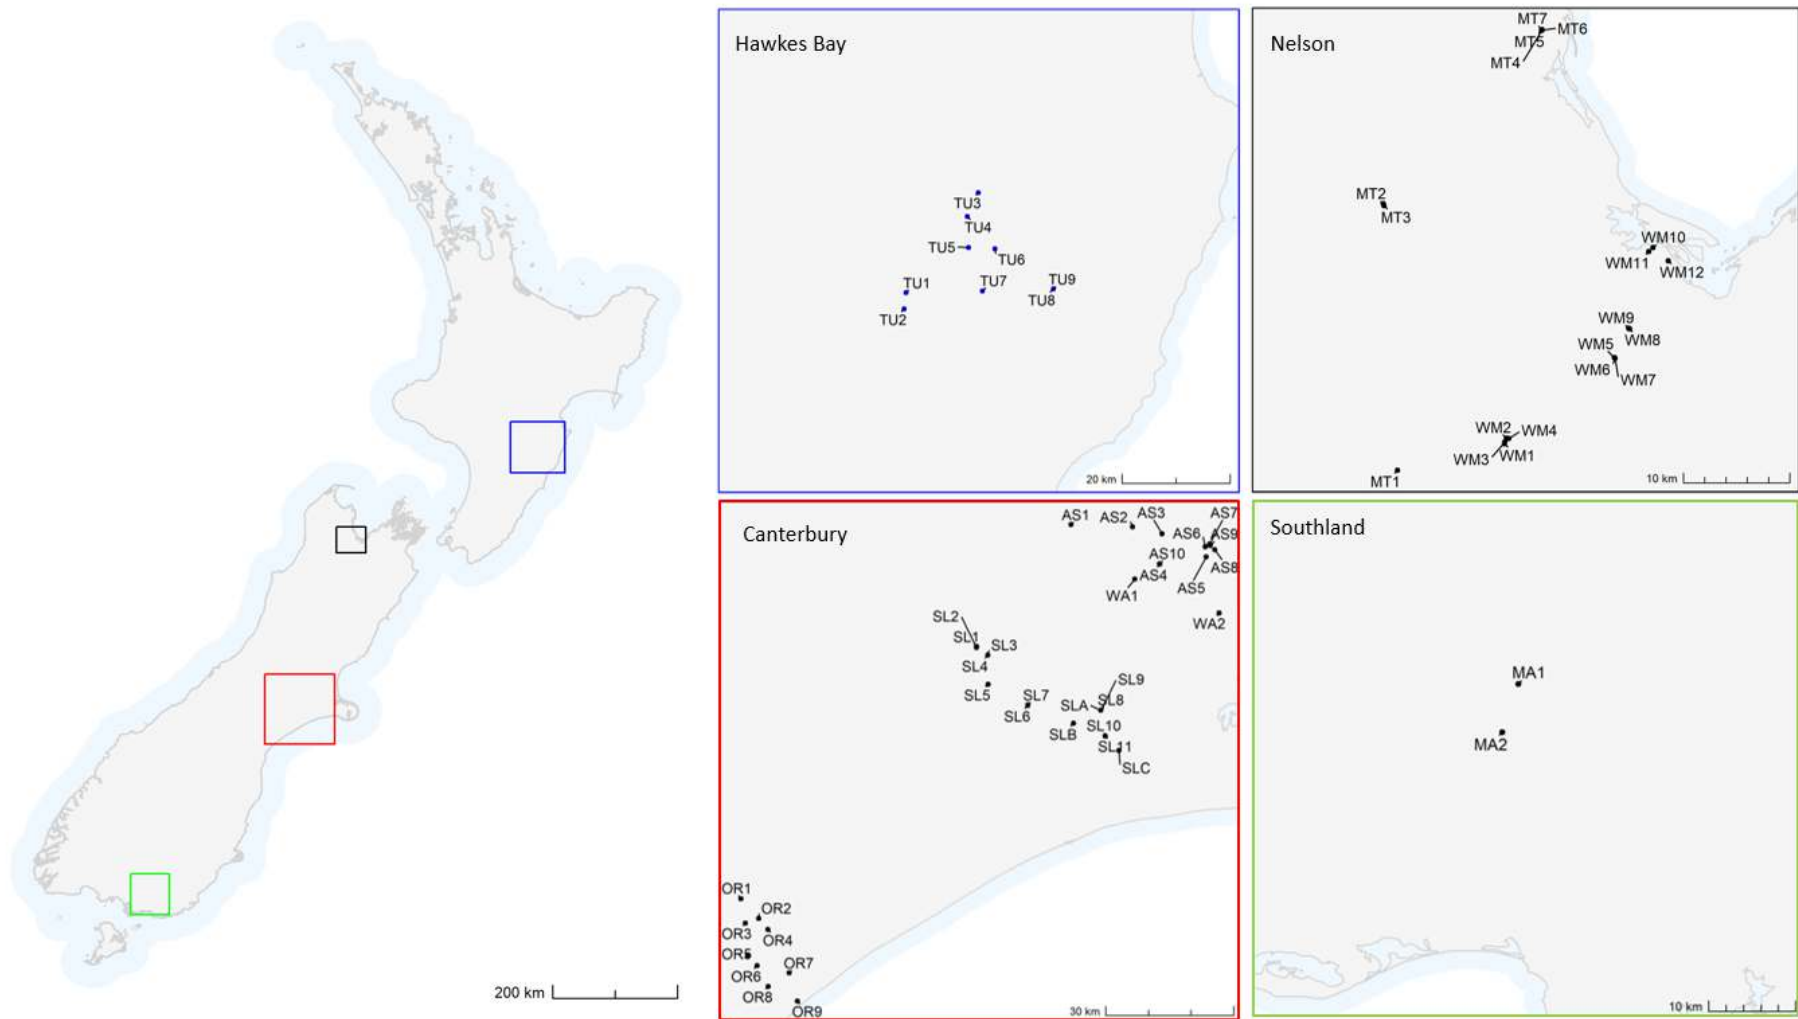 200 km
Hawkes Bay
TU3
TU4
TU5
TU6
TU1
TU7
TU9
TU8
TU2
20 km
Nelson
MT7
MT6
MT5
MT4
MT2
MT3
WM10
WM11
WM12
WM9
WM8
WM5
WM6
WM7
WM2
WM4
WM3
WM1
MT1
10 km
Canterbury
AS1
AS2
AS3
AS7
AS6
AS9
AS10
AS8
AS4
AS5
WA1
WA2
SL2
SL1
SL3
SL4
SL5
SL7
SL6
SL9
SLA
SL8
SLB
SL10
SL11
SLC
OR1
OR2
OR3
OR4
OR5
OR6
OR7
OR8
OR9
30 km
Southland
MA1
MA2
10 km